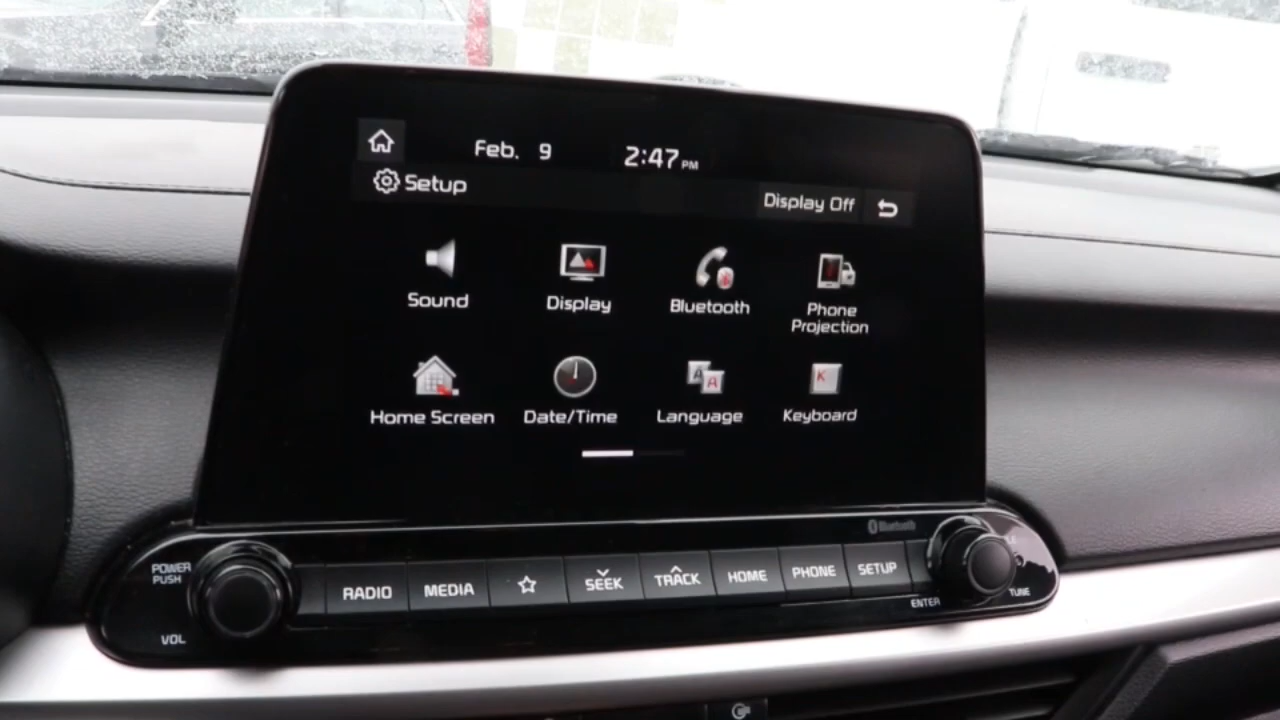 Feb. 9 2:47 PM
Setup
Display Off
Sound Display Bluetooth Phone Projection
Home Screen Date/Time Language Keyboard
K
A A
Bluetooth
POWER PUSH
RADIO MEDIA SEEK TRACK HOME PHONE SETUP
VOL
ENTER
TUNE